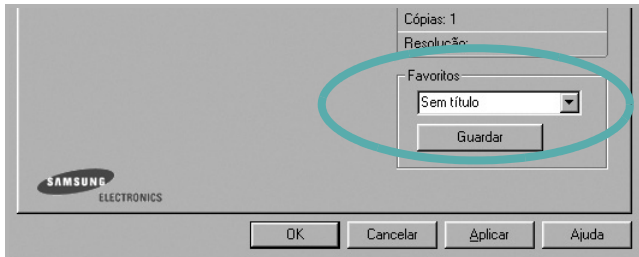 Cópias: 1
Resolução:
Favoritos
Sem título
Guardar
SAMSUNG
ELECTRONICS
OK Cancelar Aplicar Ajuda